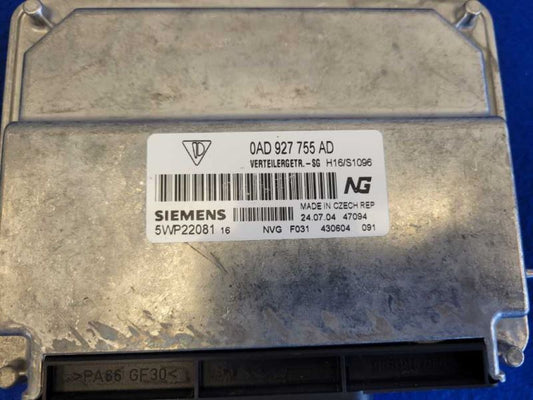 0AD 927 755 AD
VERTEILERGETR.-SG H16/S1096
NG
MADE IN CZECH REP
SIEMENS 24.07.04 47094
5WP22081 16 NVG F031 430604 091
>PA66 GF30<